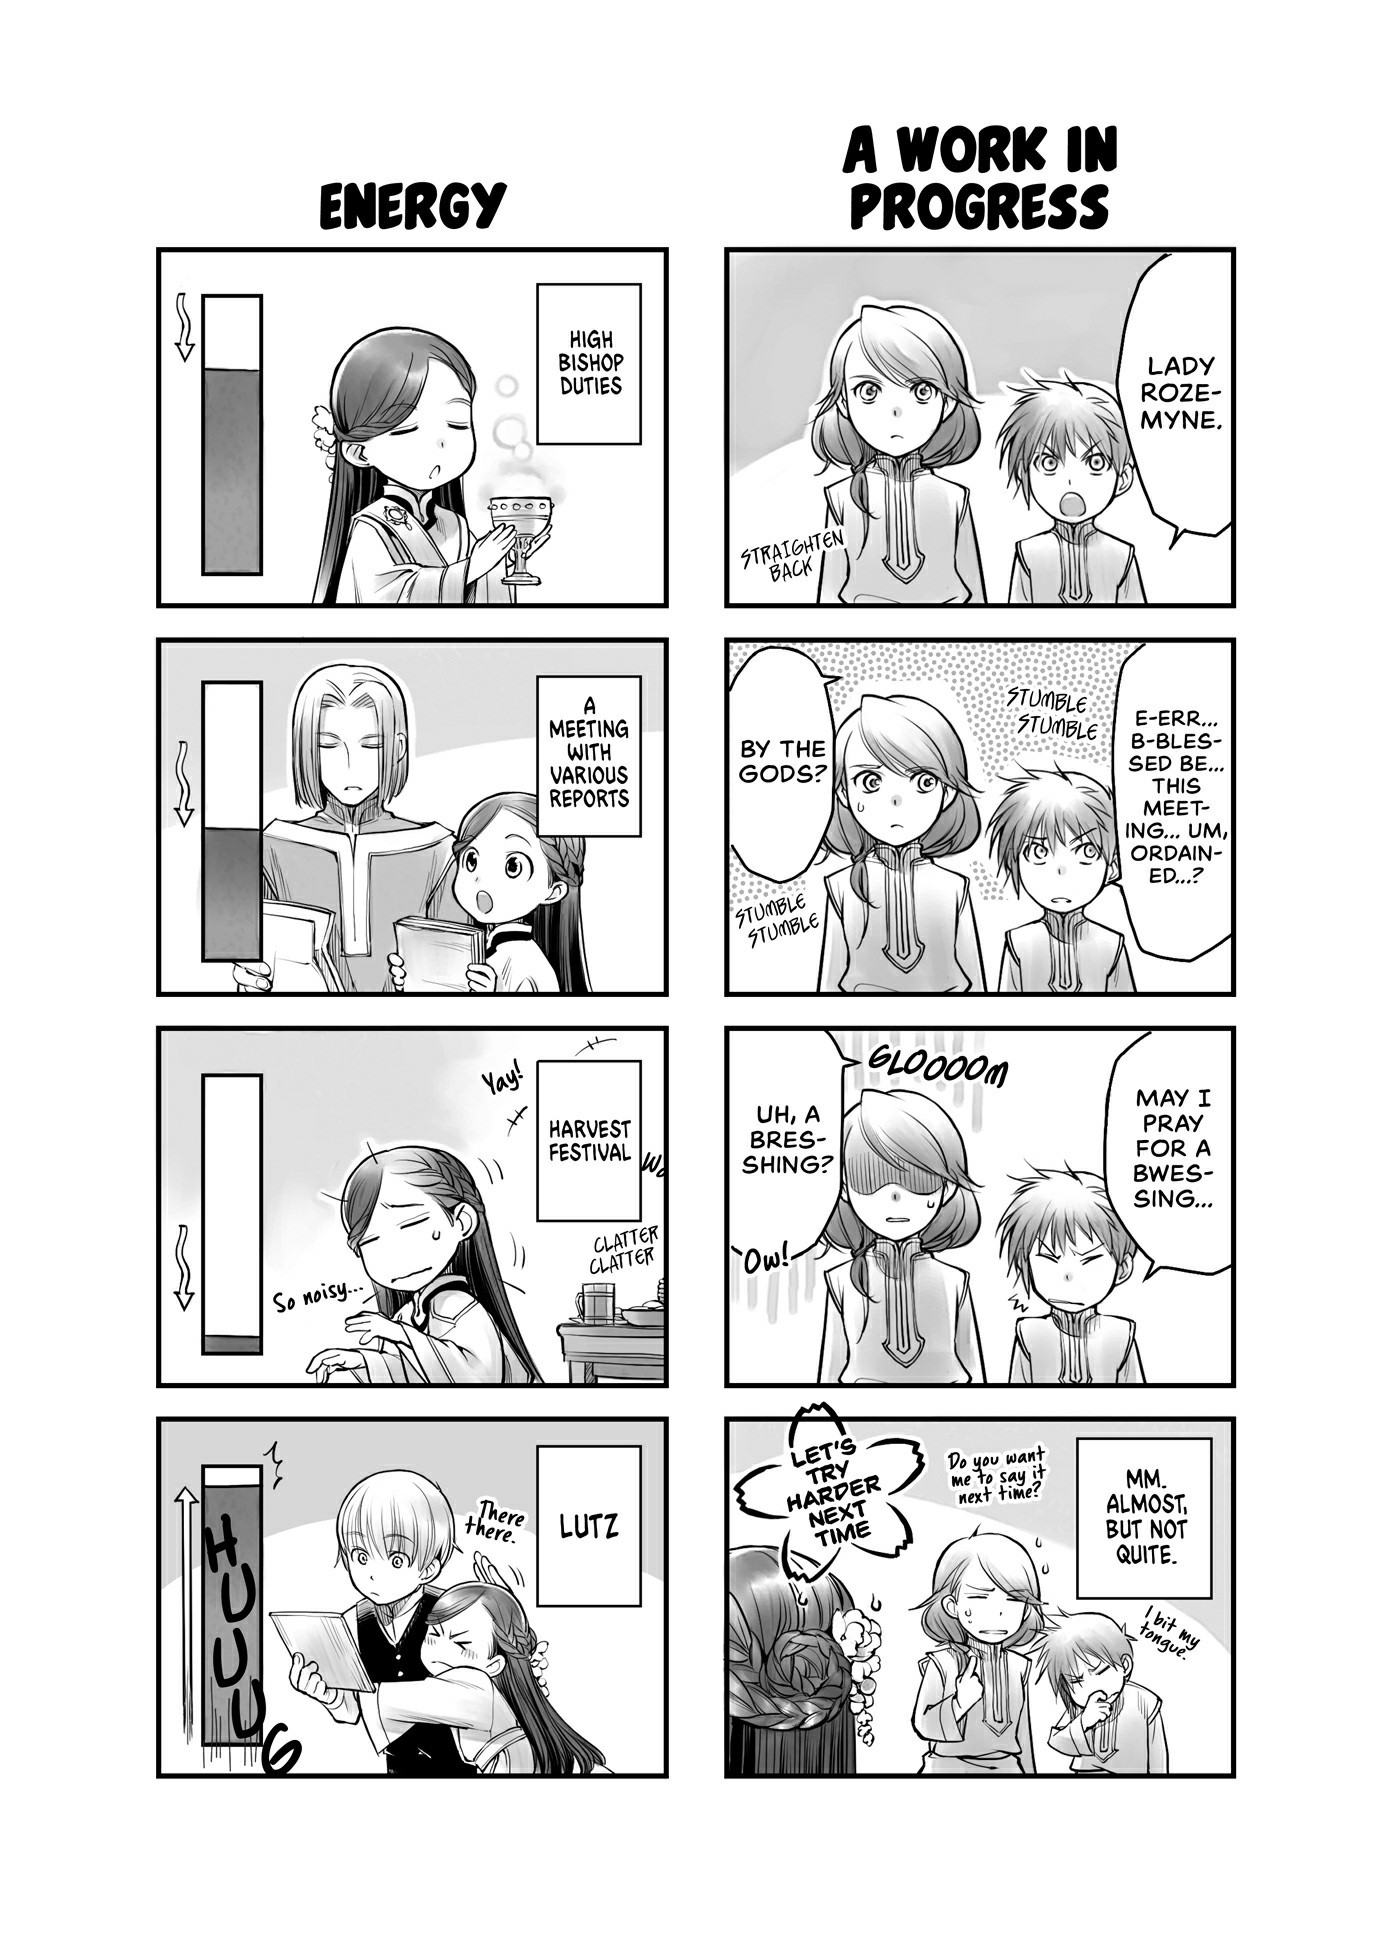 A WORK IN
PROGRESS
LADY
ROZE-
MYNE.
STRAIGHTEN
BACK
E-ERR...
B-BLES-
SED BE...
THIS
MEET-
ING... UM,
ORDAIN-
ED...?
STUMBLE
STUMBLE
BY THE
GODS?
STUMBLE
STUMBLE
MAY I
PRAY
FOR A
BWES-
SING...
GLOOOOM
UH, A
BRES-
SHING?
Ow!
MM.
ALMOST,
BUT NOT
QUITE.
Do you want
me to say it
next time?
I bit my
tongue.
LET'S
TRY
HARDER
NEXT
TIME
ENERGY
HIGH
BISHOP
DUTIES
A
MEETING
WITH
VARIOUS
REPORTS
HARVEST
FESTIVAL
Yay!
CLATTER
CLATTER
So noisy...
LUTZ
There
there.
HUUUUG